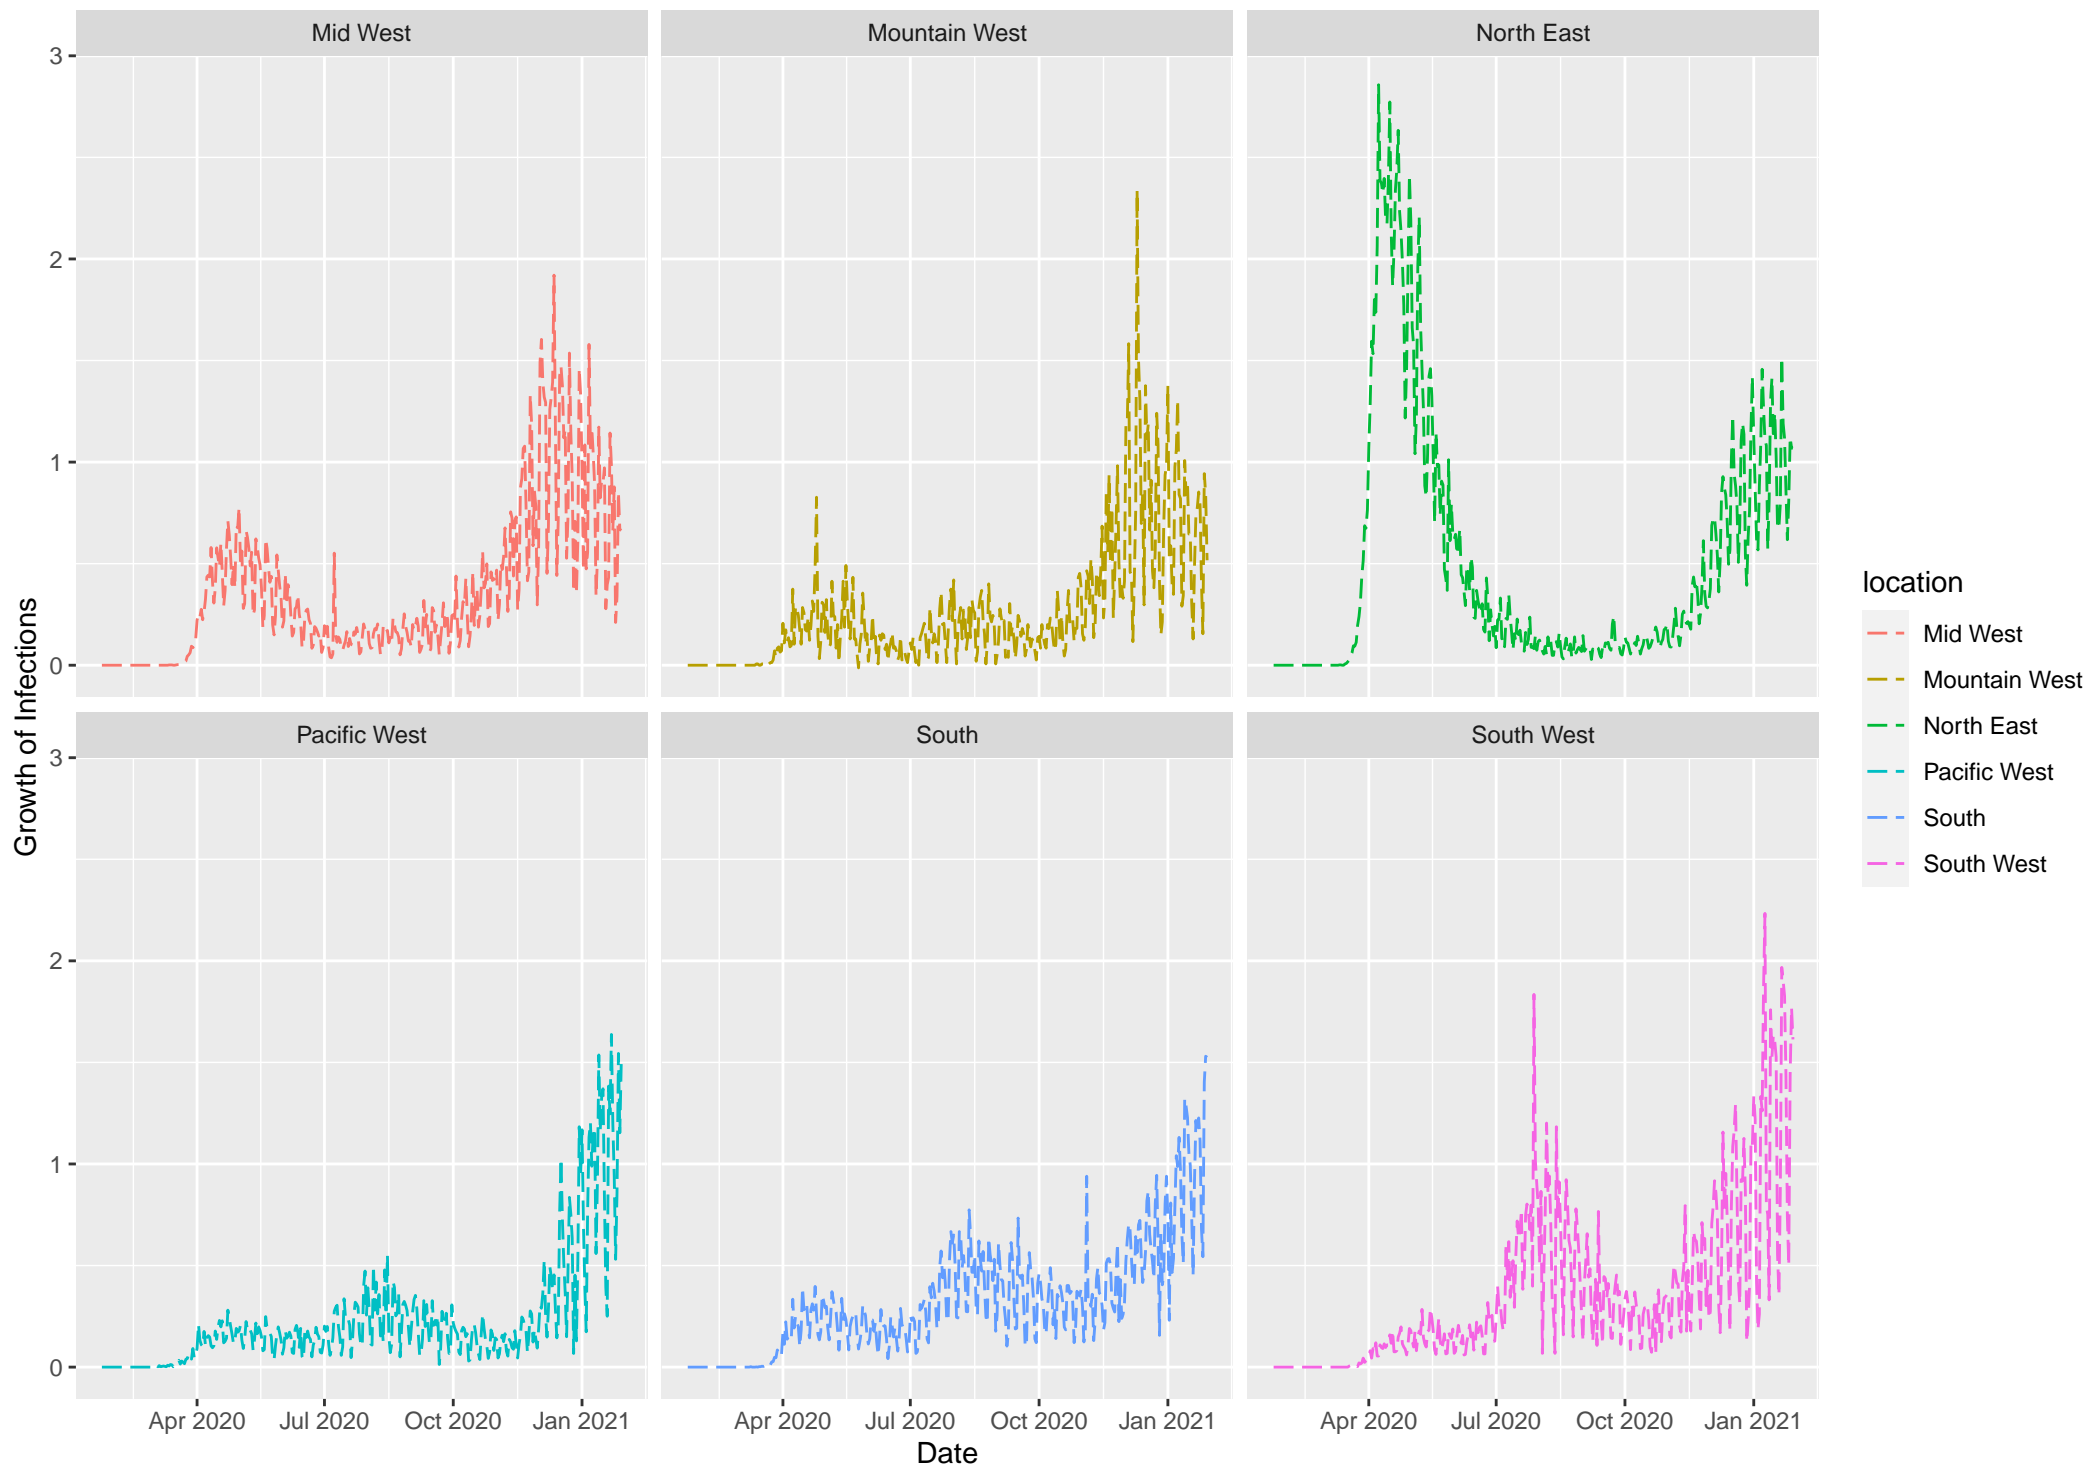 Mid West
Mountain West
North East
3
2
1
0
Pacific West
South
South West
3
2
1
0
Growth of Infections
Apr 2020 Jul 2020 Oct 2020 Jan 2021
Apr 2020 Jul 2020 Oct 2020 Jan 2021
Apr 2020 Jul 2020 Oct 2020 Jan 2021
Date
location
Mid West
Mountain West
North East
Pacific West
South
South West